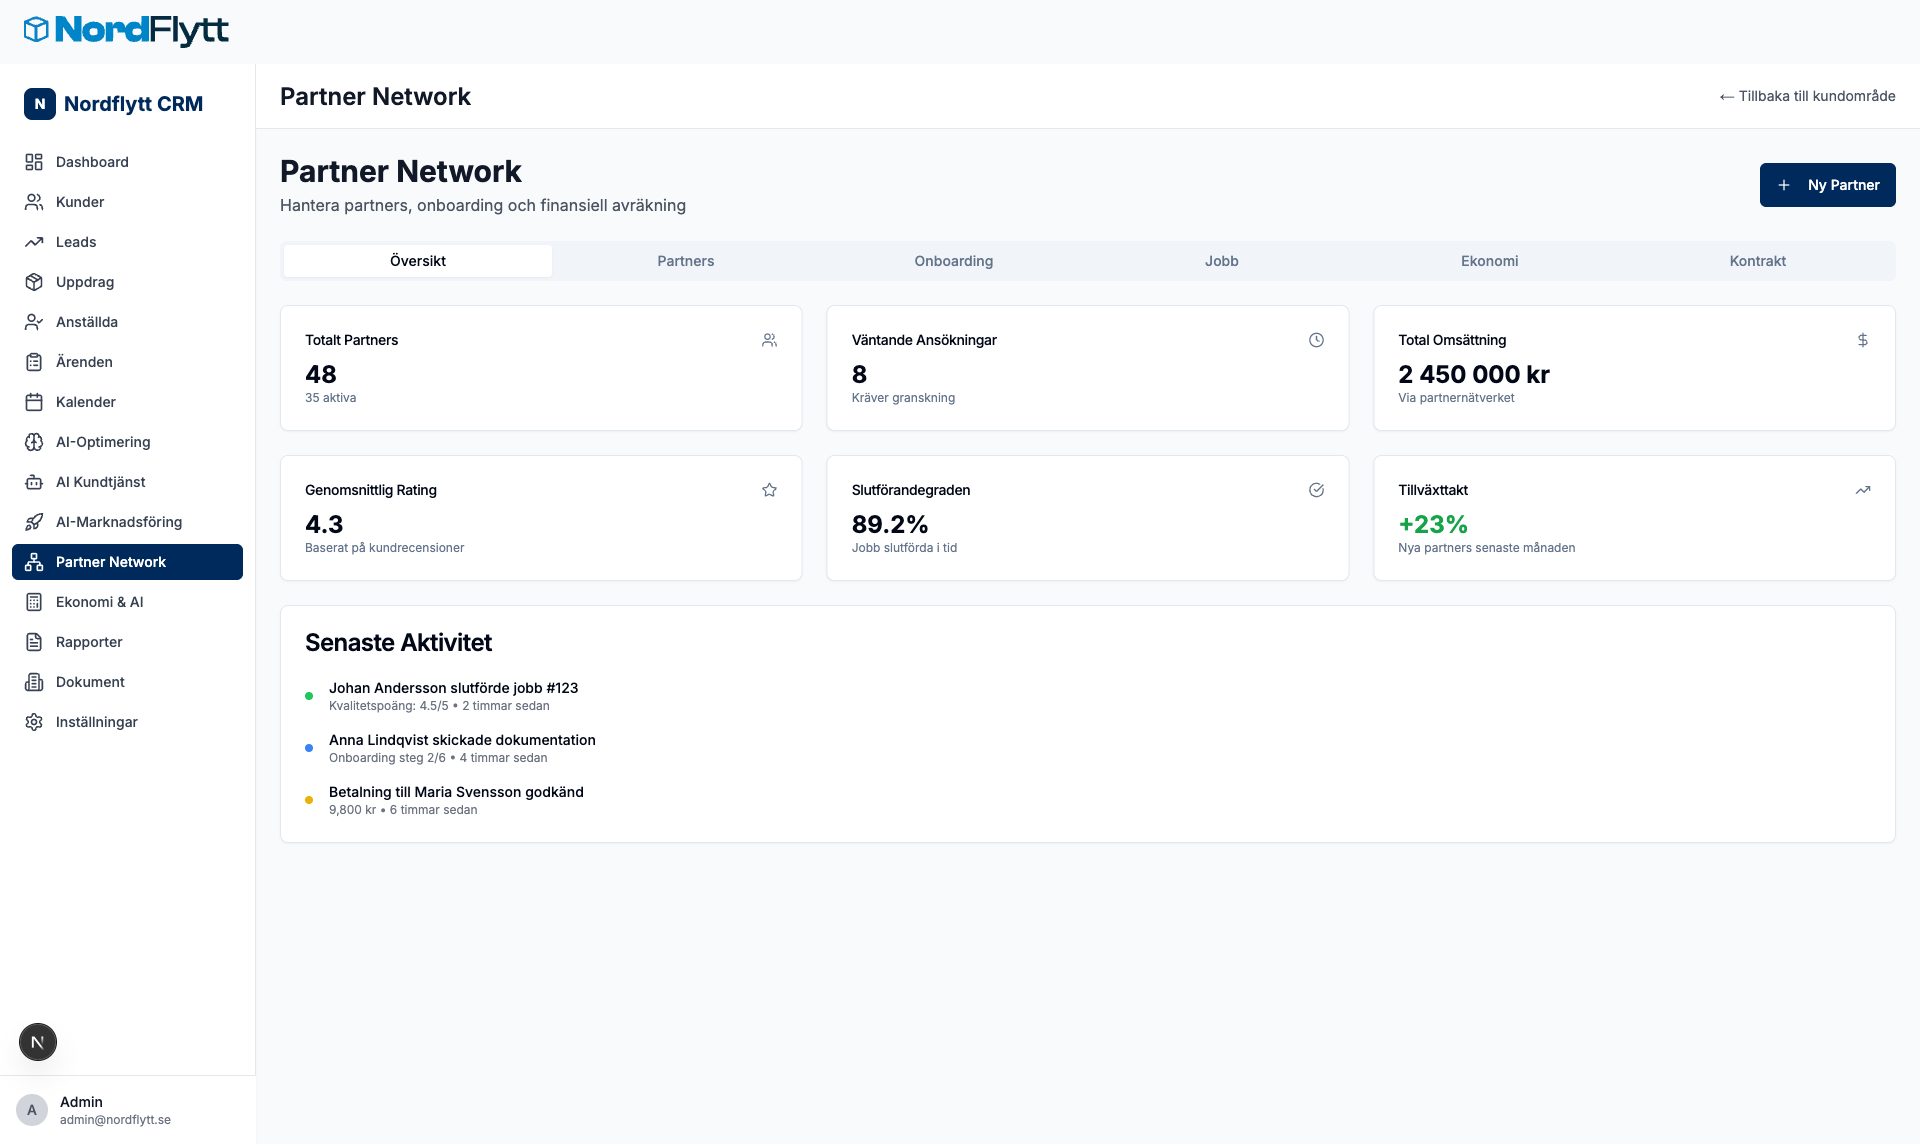 NordFlytt
N Nordflytt CRM
Dashboard
Kunder
Leads
Uppdrag
Anställda
Ärenden
Kalender
AI-Optimering
AI Kundtjänst
AI-Marknadsföring
Partner Network
Ekonomi & AI
Rapporter
Dokument
Inställningar
N
A
Admin
admin@nordflytt.se
Partner Network
← Tillbaka till kundområde
Partner Network
Hantera partners, onboarding och finansiell avräkning
+ Ny Partner
Översikt Partners Onboarding Jobb Ekonomi Kontrakt
Totalt Partners
48
35 aktiva
Väntande Ansökningar
8
Kräver granskning
Total Omsättning
$
2 450 000 kr
Via partnernätverket
Genomsnittlig Rating
4.3
Baserat på kundrecensioner
Slutförandegraden
89.2%
Jobb slutförda i tid
Tillväxttakt
+23%
Nya partners senaste månaden
Senaste Aktivitet
Johan Andersson slutförde jobb #123
Kvalitetspoäng: 4.5/5 • 2 timmar sedan
Anna Lindqvist skickade dokumentation
Onboarding steg 2/6 • 4 timmar sedan
Betalning till Maria Svensson godkänd
9,800 kr • 6 timmar sedan